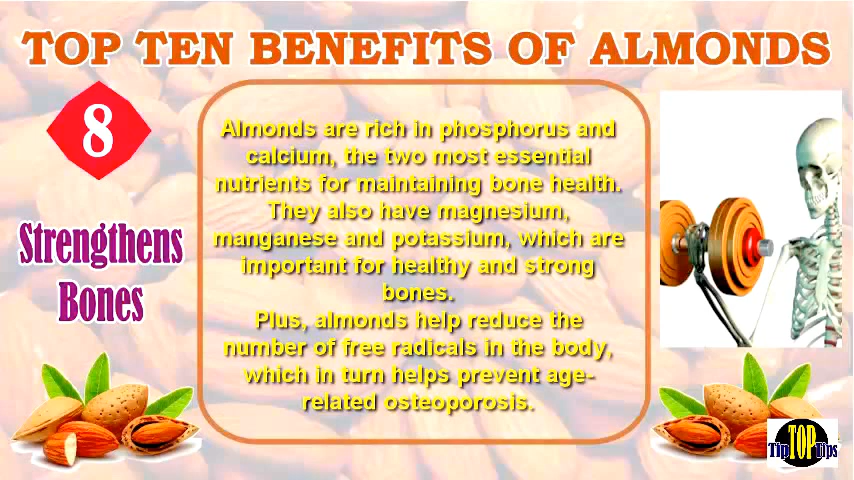 TOP TEN BENEFITS OF ALMONDS
8
Strengthens
Bones
Almonds are rich in phosphorus and
calcium, the two most essential
nutrients for maintaining bone health.
They also have magnesium,
manganese and potassium, which are
important for healthy and strong
bones.
Plus, almonds help reduce the
number of free radicals in the body,
which in turn helps prevent age-
related osteoporosis.
Tip TOP Tips